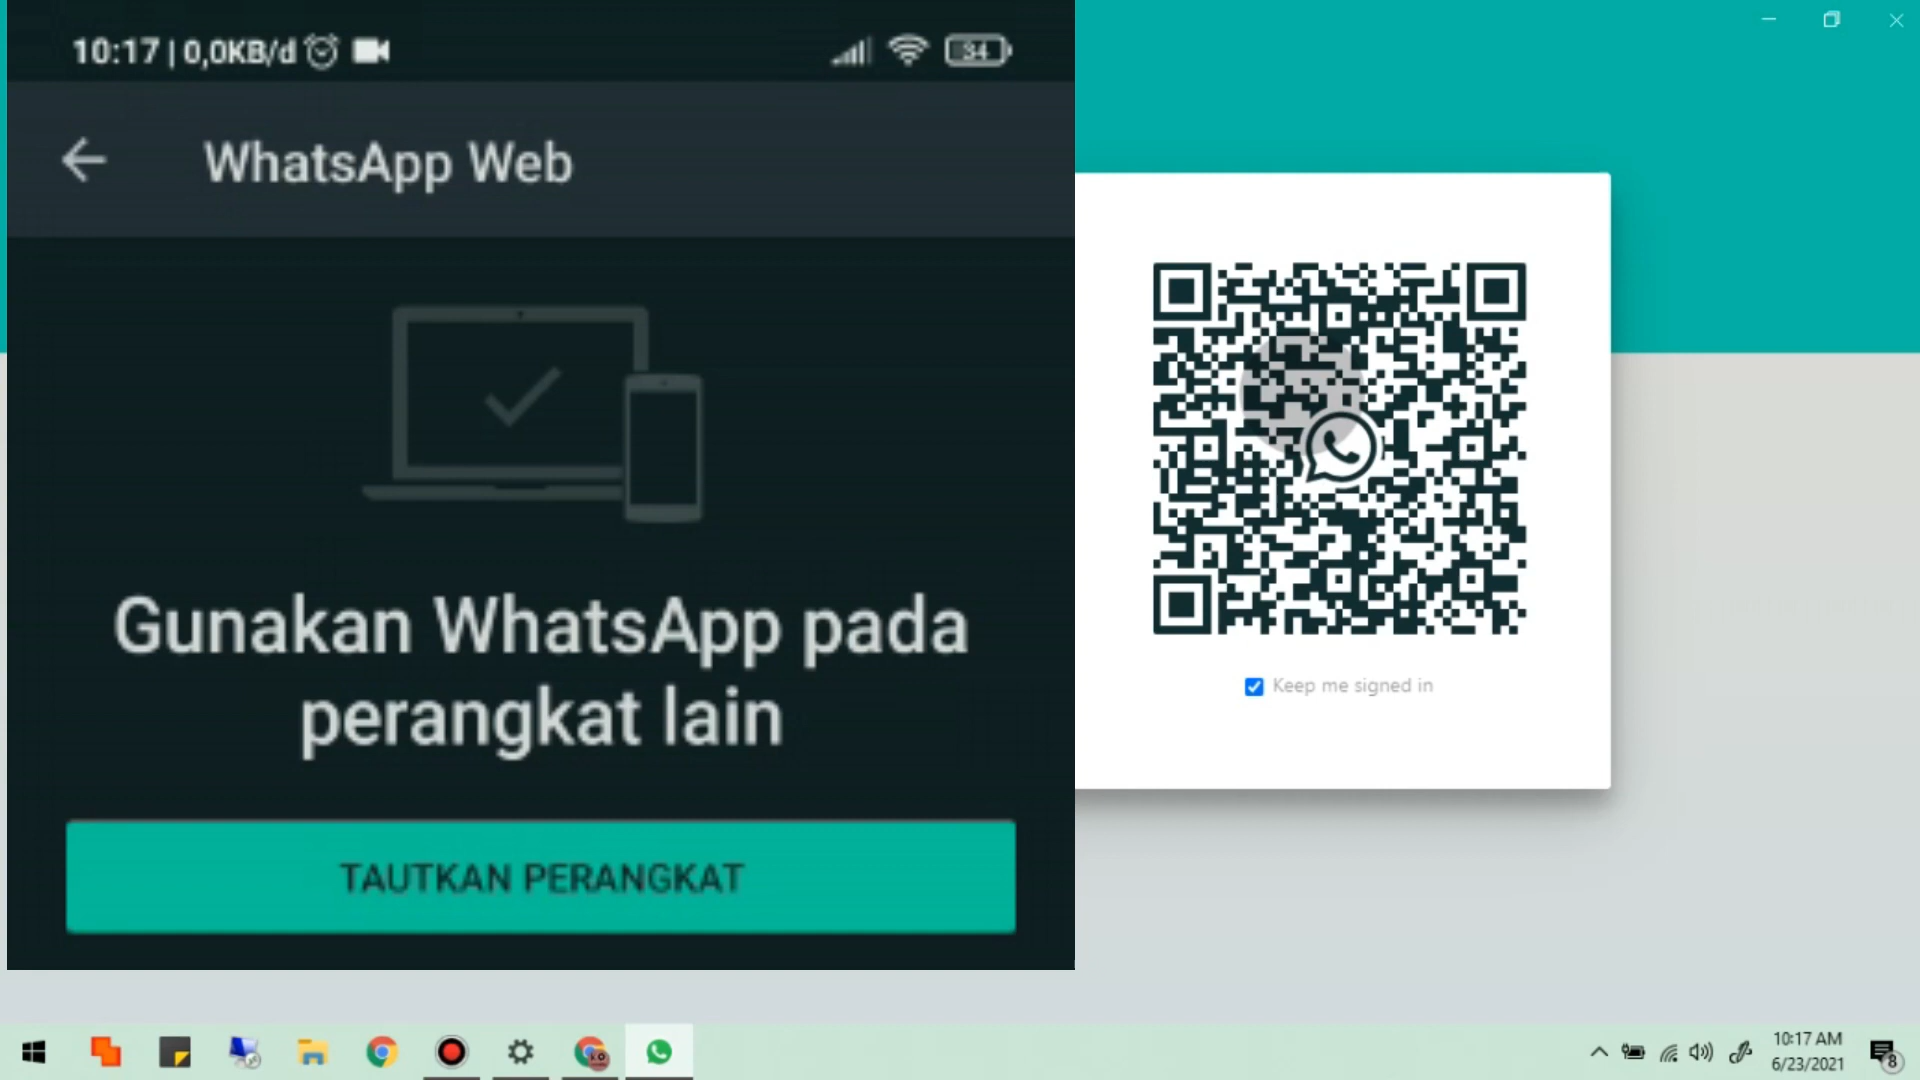 10:17 | 0,0KB/d
34
WhatsApp Web
Gunakan WhatsApp pada
perangkat lain
TAUTKAN PERANGKAT
Keep me signed in
10:17 AM
6/23/2021
8